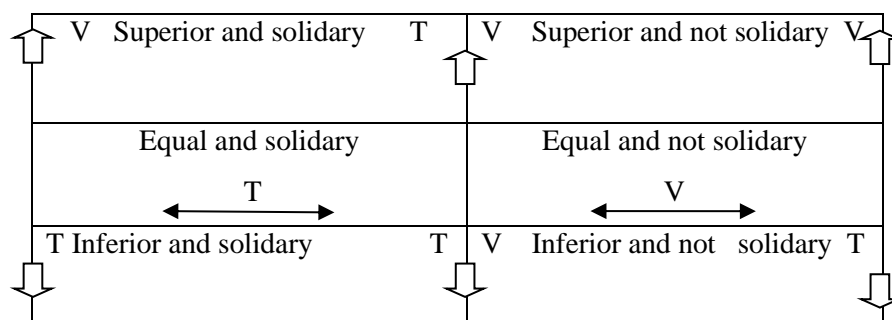 V Superior and solidary T V Superior and not solidary V
Equal and solidary Equal and not solidary
T V
T Inferior and solidary T V Inferior and not solidary T